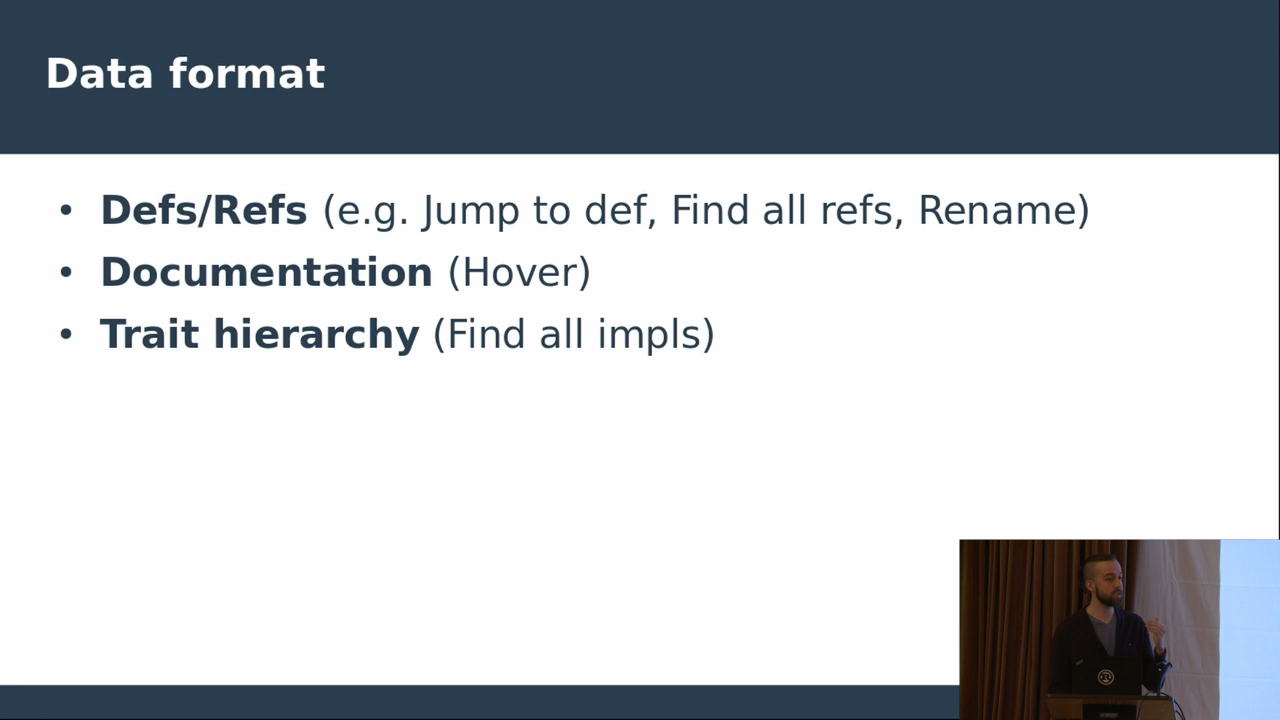 Data format
• Defs/Refs (e.g. Jump to def, Find all refs, Rename)
• Documentation (Hover)
• Trait hierarchy (Find all impls)